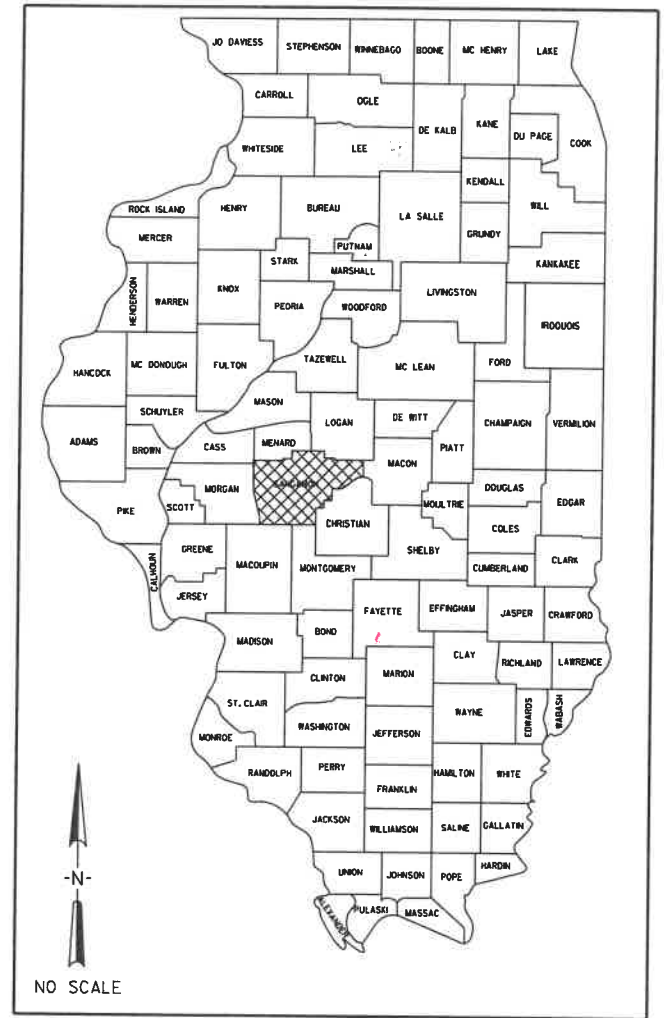 JO DAVIESS STEPHENSON WINNEBAGO BOONE MC HENRY LAKE
CARROLL OGLE DE KALB KANE DU PAGE COOK
WHITESIDE LEE
KENDALL WILL
ROCK ISLAND HENRY BUREAU LA SALLE
MERCER PUTNAM GRUNDY
STARK MARSHALL KANKAKEE
HENDERSON WARREN KNOX PEORIA WOODFORD LIVINGSTON IROQUOIS
HANCOCK MC DONOUGH FULTON TAZEWELL MC LEAN FORD
MASON
SCHUYLER LOGAN DE WITT CHAMPAIGN VERMILION
ADAMS BROWN CASS MENARD MACON PIATT
MORGAN SANGAMON DOUGLAS
PIKE SCOTT CHRISTIAN MOULTRIE COLES EDGAR
GREENE MACOUPIN MONTGOMERY SHELBY CUMBERLAND CLARK
CALHOUN JERSEY
FAYETTE EFFINGHAM JASPER CRAWFORD
MADISON BOND
CLINTON MARION CLAY RICHLAND LAWRENCE
ST. CLAIR WAYNE EDWARDS WABASH
MONROE WASHINGTON JEFFERSON
RANDOLPH PERRY HAMILTON WHITE
FRANKLIN
JACKSON WILLIAMSON SALINE GALLATIN
UNION JOHNSON POPE HARDIN
ALEXANDER PULASKI MASSAC
-N-
NO SCALE